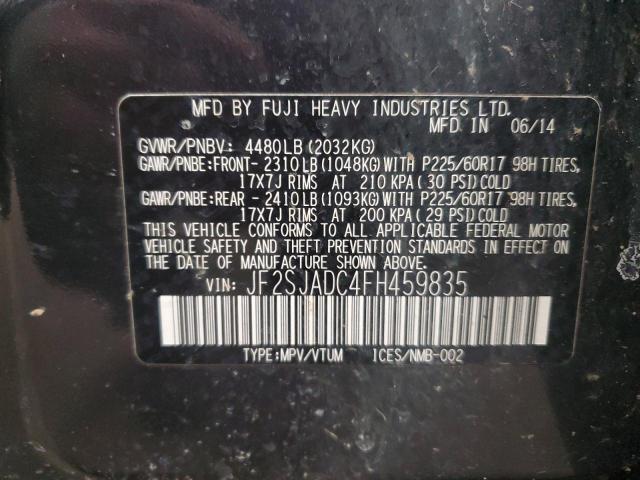 MFD BY FUJI HEAVY INDUSTRIES LTD.
MFD IN 06/14
GVWR/PNBV: 4480LB (2032KG)
GAWR/PNBE:FRONT- 2310LB (1048KG) WITH P225/60R17 98H TIRES,
17X7J RIMS AT 210 KPA (30 PSI) COLD
GAWR/PNBE:REAR - 2410LB (1093KG) WITH P225/60R17 98H TIRES,
17X7J RIMS AT 200 KPA (29 PSI) COLD
THIS VEHICLE CONFORMS TO ALL APPLICABLE FEDERAL MOTOR
VEHICLE SAFETY AND THEFT PREVENTION STANDARDS IN EFFECT ON
THE DATE OF MANUFACTURE SHOWN ABOVE.
VIN: JF2SJADC4FH459835
TYPE:MPV/VTUM ICES/NMB-002